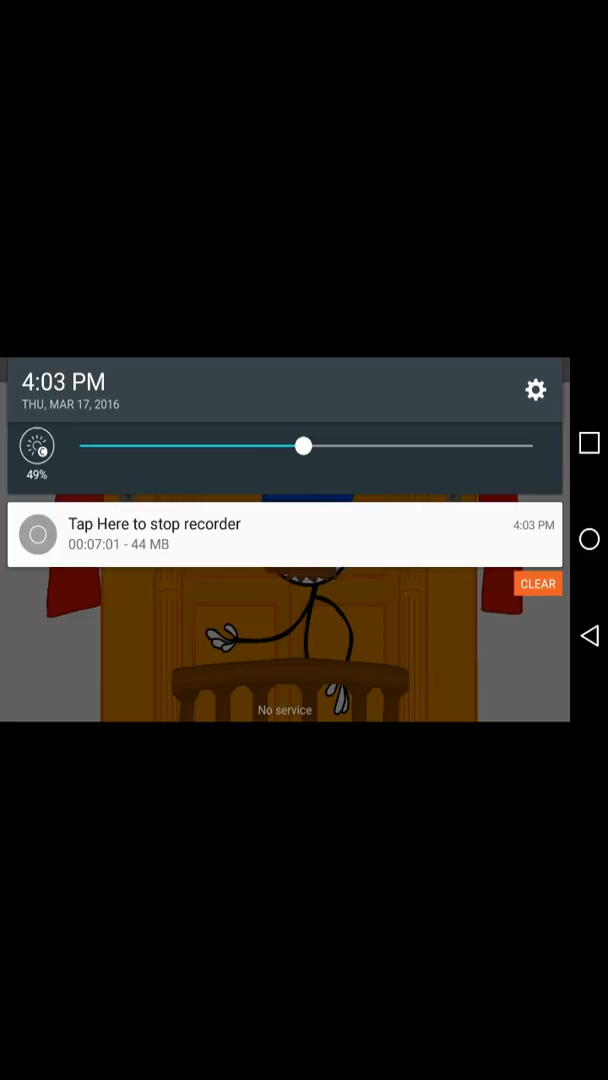 4:03 PM
THU, MAR 17, 2016
49%
Tap Here to stop recorder
4:03 PM
00:07:01 - 44 MB
CLEAR
No service